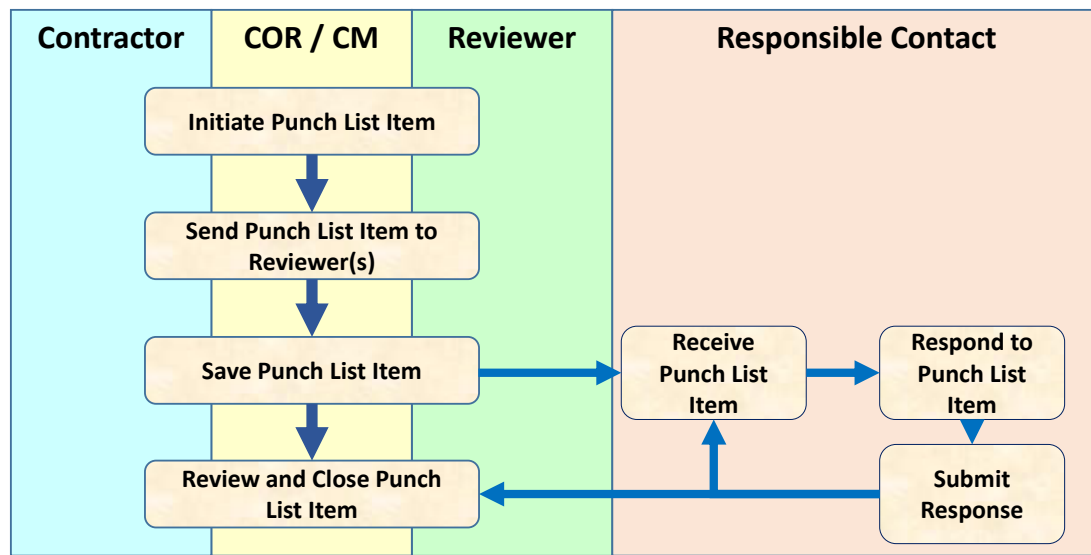 Contractor
COR / CM
Reviewer
Responsible Contact
Initiate Punch List Item
Send Punch List Item to
Reviewer(s)
Save Punch List Item
Receive
Punch List
Item
Respond to
Punch List
Item
Review and Close Punch
List Item
Submit
Response